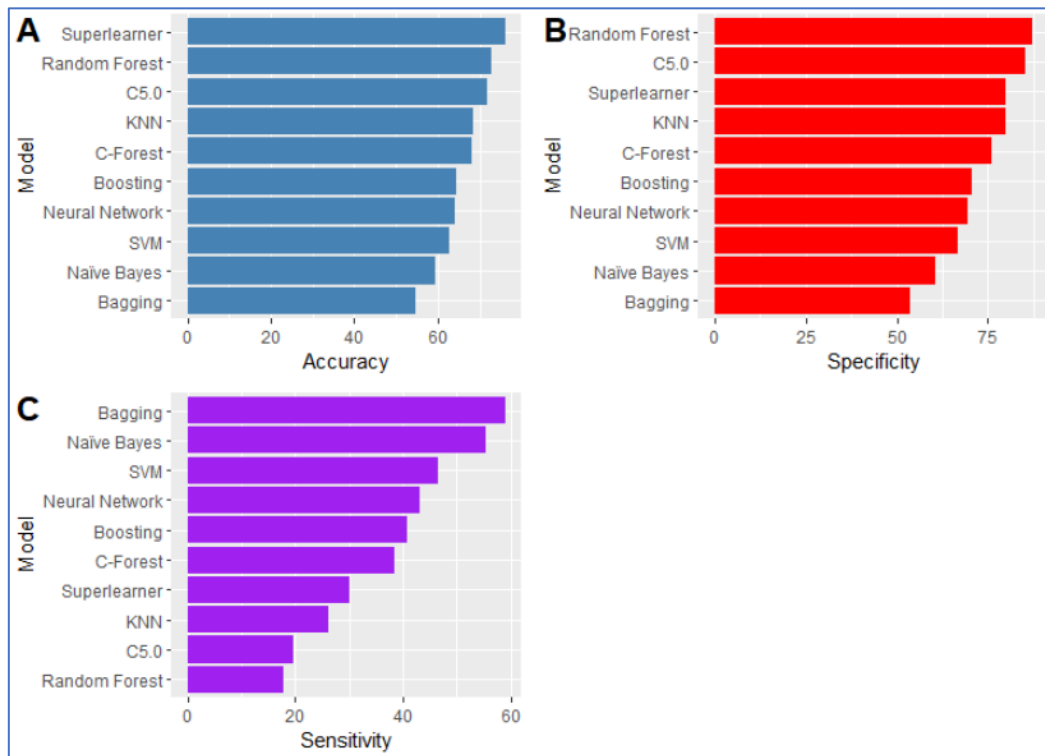 A
Superlearner
Random Forest
C5.0
KNN
C-Forest
Boosting
Neural Network
SVM
Naïve Bayes
Bagging
Model
0 20 40 60
Accuracy
B
Random Forest
C5.0
Superlearner
KNN
C-Forest
Boosting
Neural Network
SVM
Naïve Bayes
Bagging
Model
0 25 50 75
Specificity
C
Bagging
Naïve Bayes
SVM
Neural Network
Boosting
C-Forest
Superlearner
KNN
C5.0
Random Forest
Model
0 20 40 60
Sensitivity